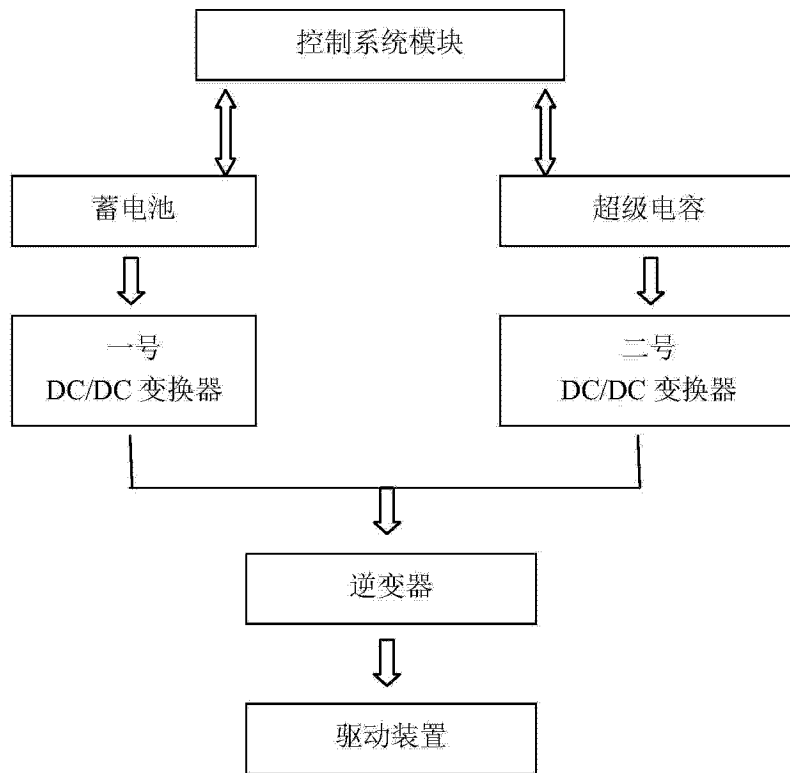 控制系统模块
蓄电池
超级电容
一号
DC/DC 变换器
二号
DC/DC 变换器
逆变器
驱动装置